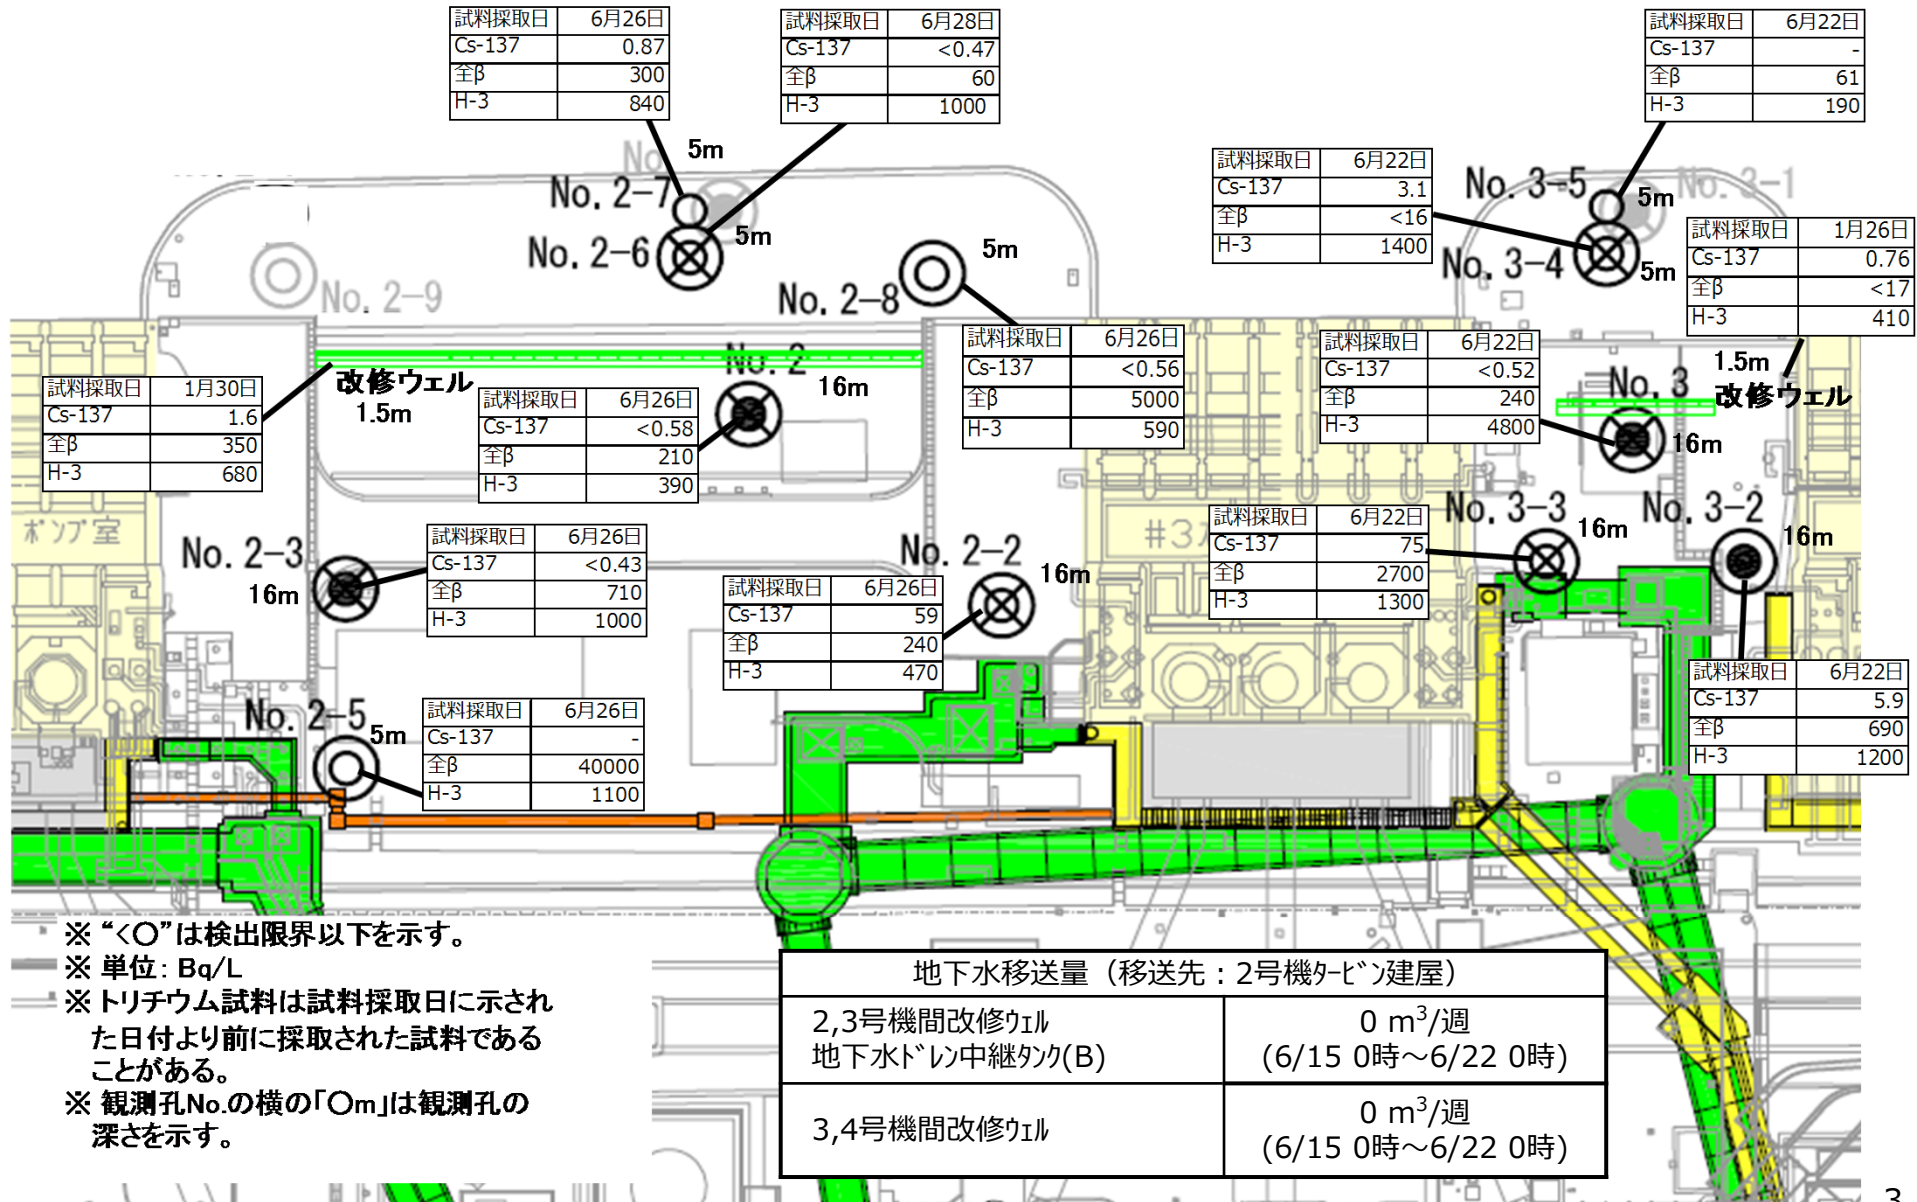 試料採取日 6月26日
Cs-137 0.87
全β 300
H-3 840
試料採取日 6月28日
Cs-137 <0.47
全β 60
H-3 1000
試料採取日 6月22日
Cs-137 -
全β 61
H-3 190
No 5m
No. 2-7
5m
No. 2-6
試料採取日 6月22日
Cs-137 3.1
全β <16
H-3 1400
No. 3-5 No. 3-1
5m
No. 3-4 5m
試料採取日 1月26日
Cs-137 0.76
全β <17
H-3 410
1.5m
改修ウェル
No. 2-9
No. 2-8 5m
試料採取日 6月26日
Cs-137 <0.56
全β 5000
H-3 590
試料採取日 6月22日
Cs-137 <0.52
全β 240
H-3 4800
No. 3
16m
試料採取日 1月30日
Cs-137 1.6
全β 350
H-3 680
改修ウェル
1.5m
No. 2
16m
試料採取日 6月26日
Cs-137 <0.58
全β 210
H-3 390
ポンプ室
No. 2-3
16m
試料採取日 6月26日
Cs-137 <0.43
全β 710
H-3 1000
No. 2-2
16m
試料採取日 6月26日
Cs-137 59
全β 240
H-3 470
#3
試料採取日 6月22日
Cs-137 75
全β 2700
H-3 1300
No. 3-3 16m
No. 3-2
16m
試料採取日 6月22日
Cs-137 5.9
全β 690
H-3 1200
No. 2-5 5m
試料採取日 6月26日
Cs-137 -
全β 40000
H-3 1100
※ “<〇”は検出限界以下を示す。
※ 単位: Bq/L
※ トリチウム試料は試料採取日に示され
た日付より前に採取された試料である
ことがある。
※ 観測孔No.の横の「〇m」は観測孔の
深さを示す。
地下水移送量（移送先：2号機ﾀｰﾋﾞﾝ建屋）
2,3号機間改修ｳｪﾙ
地下水ﾄﾞﾚﾝ中継ﾀﾝｸ(B)
0 m³/週
(6/15 0時～6/22 0時)
3,4号機間改修ｳｪﾙ
0 m³/週
(6/15 0時～6/22 0時)
3